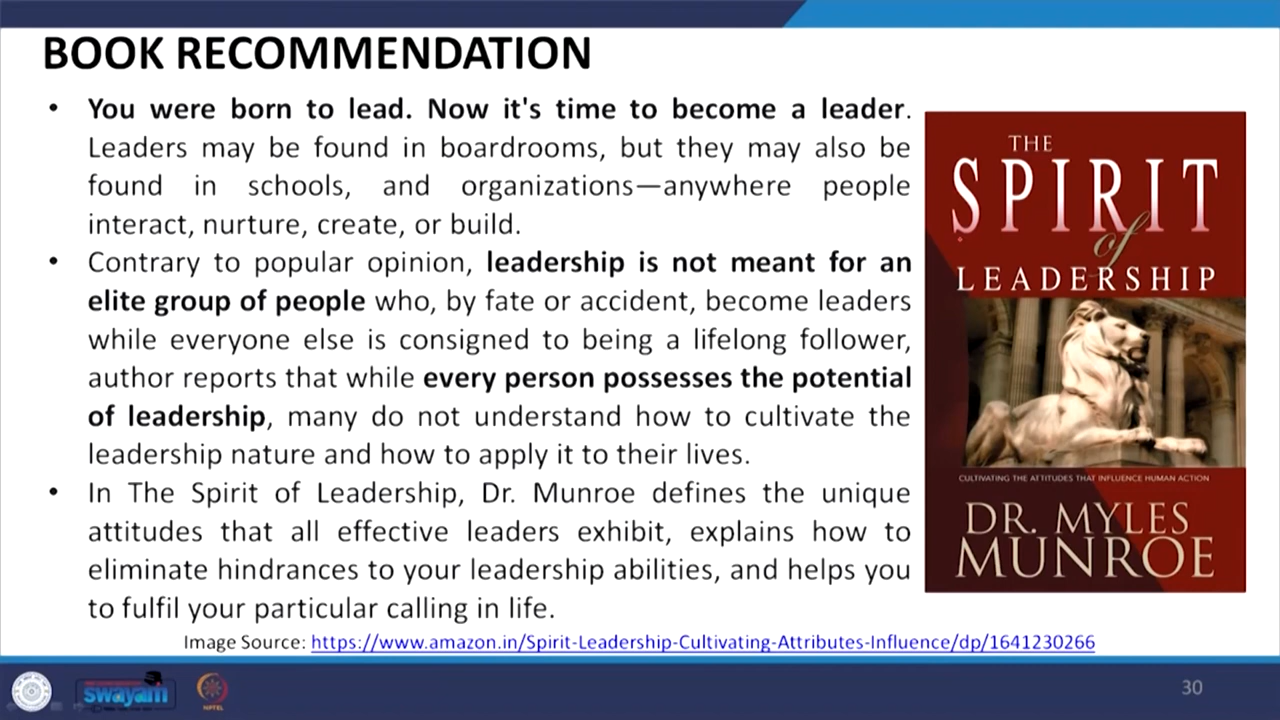 BOOK RECOMMENDATION
• You were born to lead. Now it's time to become a leader.
Leaders may be found in boardrooms, but they may also be
found in schools, and organizations—anywhere people
interact, nurture, create, or build.
• Contrary to popular opinion, leadership is not meant for an
elite group of people who, by fate or accident, become leaders
while everyone else is consigned to being a lifelong follower,
author reports that while every person possesses the potential
of leadership, many do not understand how to cultivate the
leadership nature and how to apply it to their lives.
• In The Spirit of Leadership, Dr. Munroe defines the unique
attitudes that all effective leaders exhibit, explains how to
eliminate hindrances to your leadership abilities, and helps you
to fulfil your particular calling in life.
THE
SPIRIT
of
LEADERSHIP
CULTIVATING THE ATTITUDES THAT INFLUENCE HUMAN ACTION
DR. MYLES
MUNROE
Image Source: https://www.amazon.in/Spirit-Leadership-Cultivating-Attributes-Influence/dp/1641230266
swayam
NPTEL
30